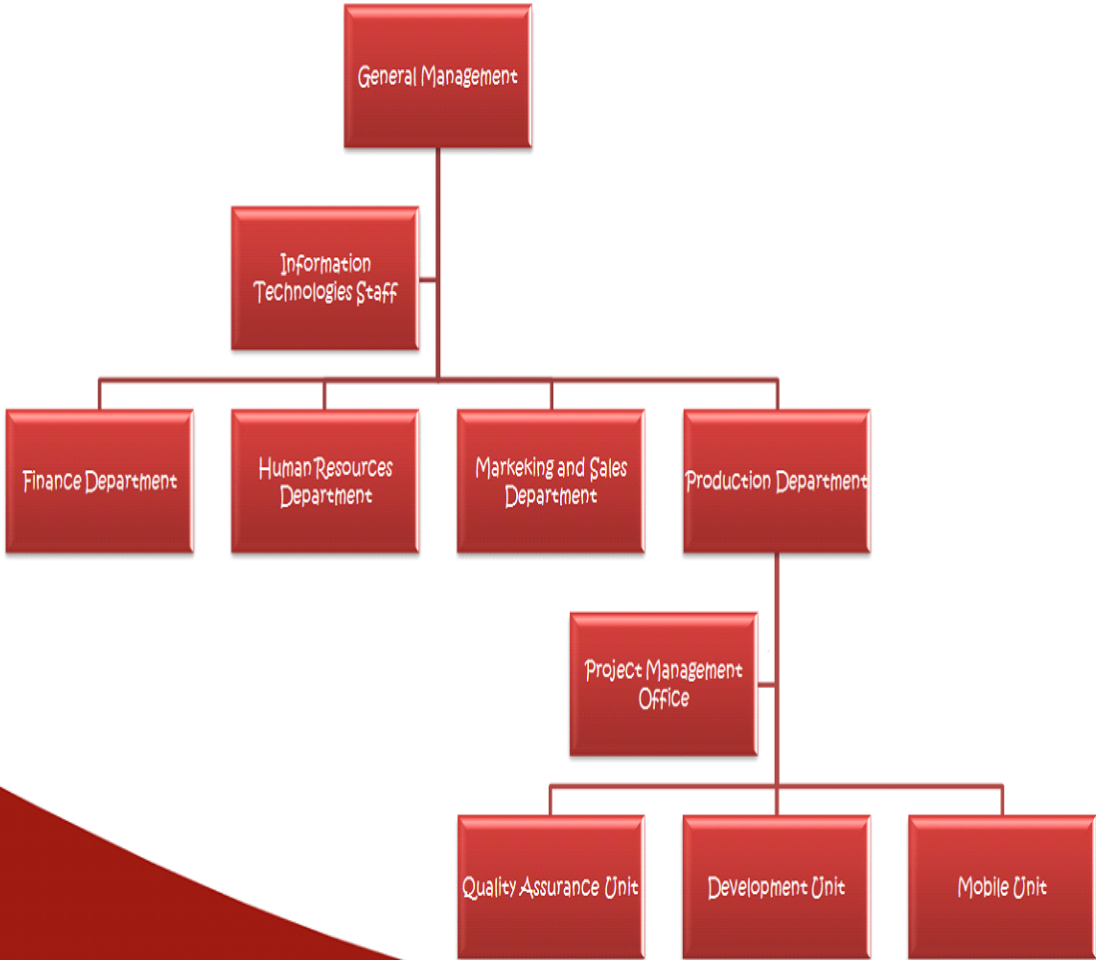 General Management
Information
Technologies Staff
Finance Department
Human Resources
Department
Markeking and Sales
Department
Production Department
Project Management
Office
Quality Assurance Unit
Development Unit
Mobile Unit